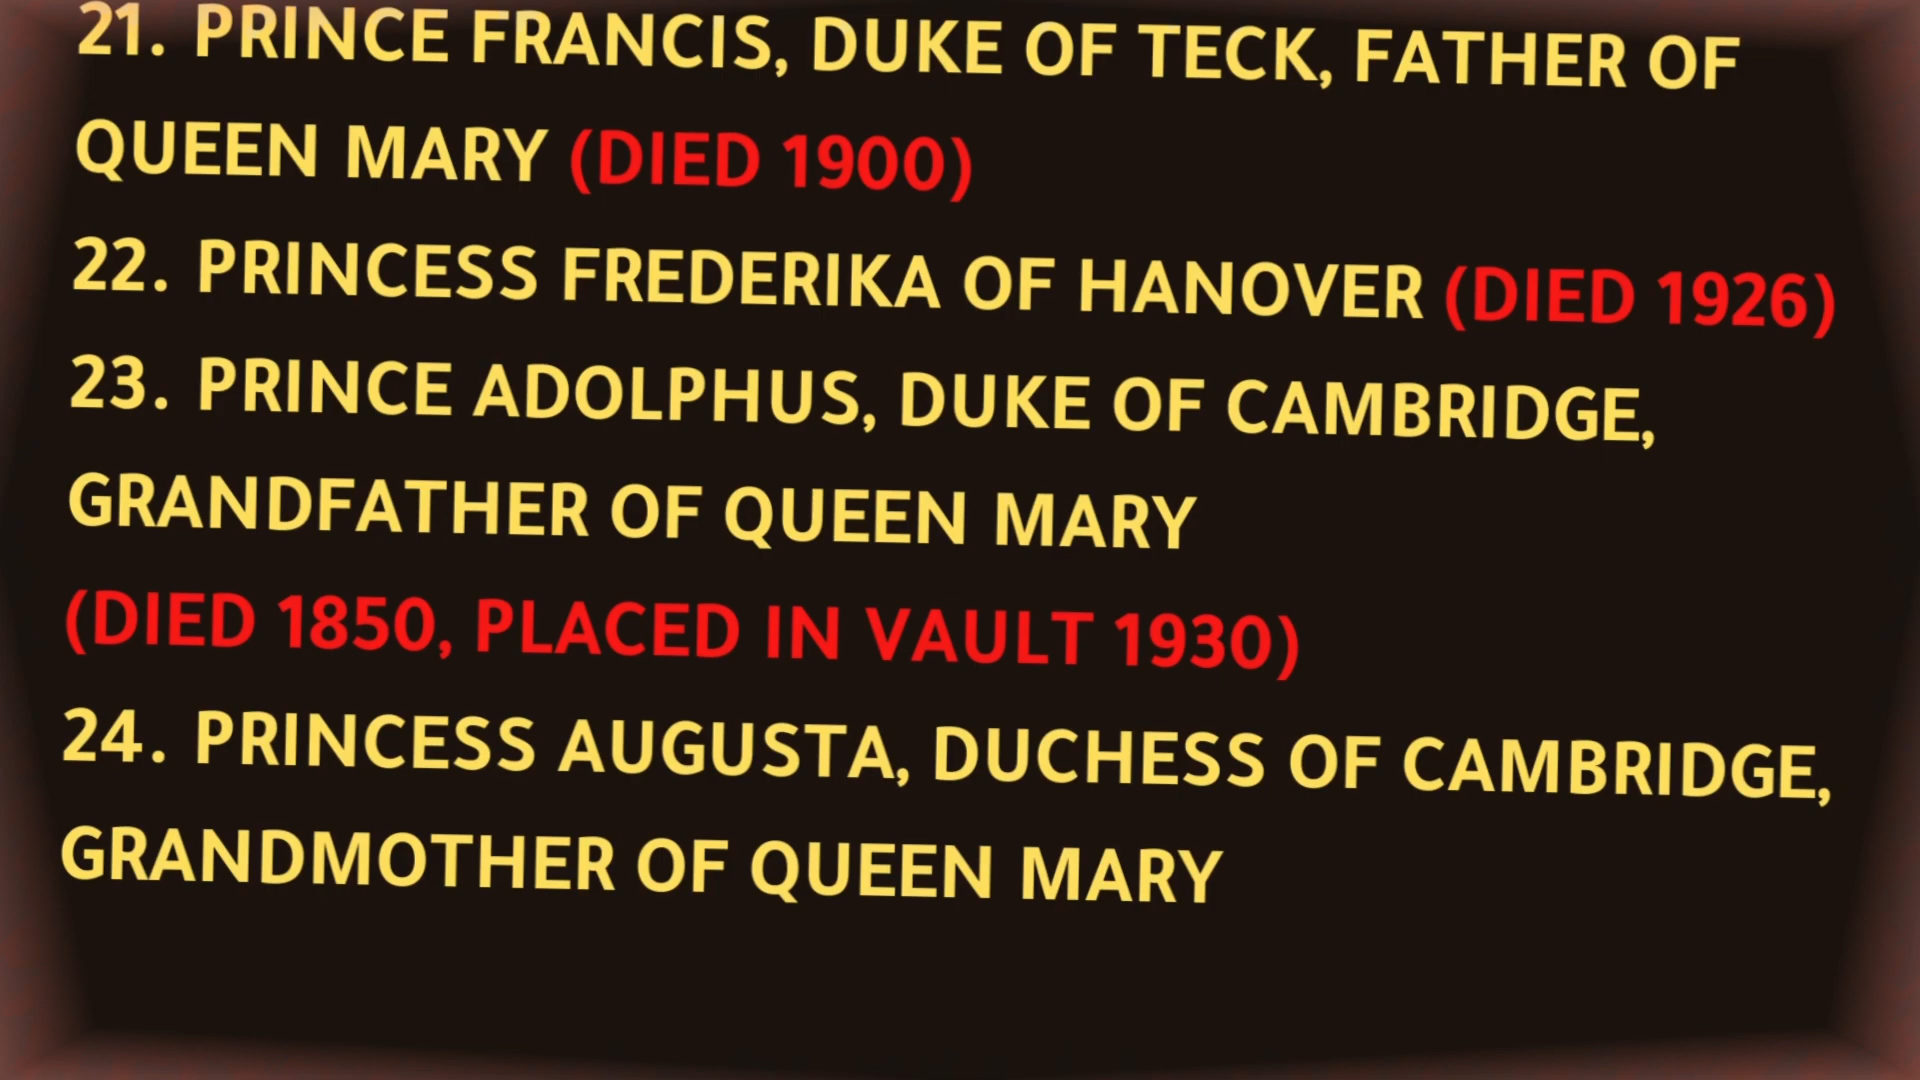 21. PRINCE FRANCIS, DUKE OF TECK, FATHER OF
QUEEN MARY (DIED 1900)
22. PRINCESS FREDERIKA OF HANOVER (DIED 1926)
23. PRINCE ADOLPHUS, DUKE OF CAMBRIDGE,
GRANDFATHER OF QUEEN MARY
(DIED 1850, PLACED IN VAULT 1930)
24. PRINCESS AUGUSTA, DUCHESS OF CAMBRIDGE,
GRANDMOTHER OF QUEEN MARY